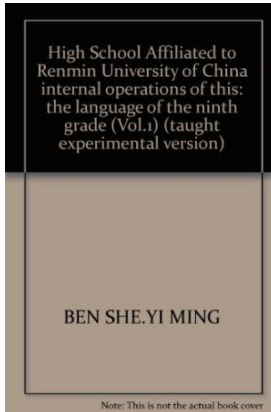 High School Affiliated to
Renmin University of China
internal operations of this:
the language of the ninth
grade (Vol.1) (taught
experimental version)
BEN SHE.YI MING
Note: This is not the actual book cover